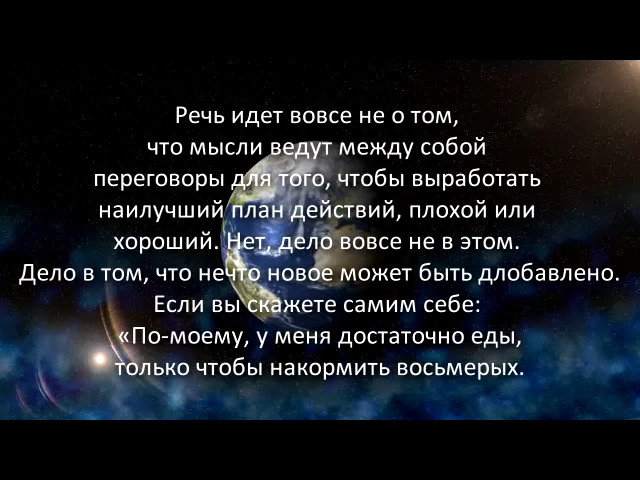 Речь идет вовсе не о том,
что мысли ведут между собой
переговоры для того, чтобы выработать
наилучший план действий, плохой или
хороший. Нет, дело вовсе не в этом.
Дело в том, что нечто новое может быть длобавлено.
Если вы скажете самим себе:
«По-моему, у меня достаточно еды,
только чтобы накормить восьмерых.